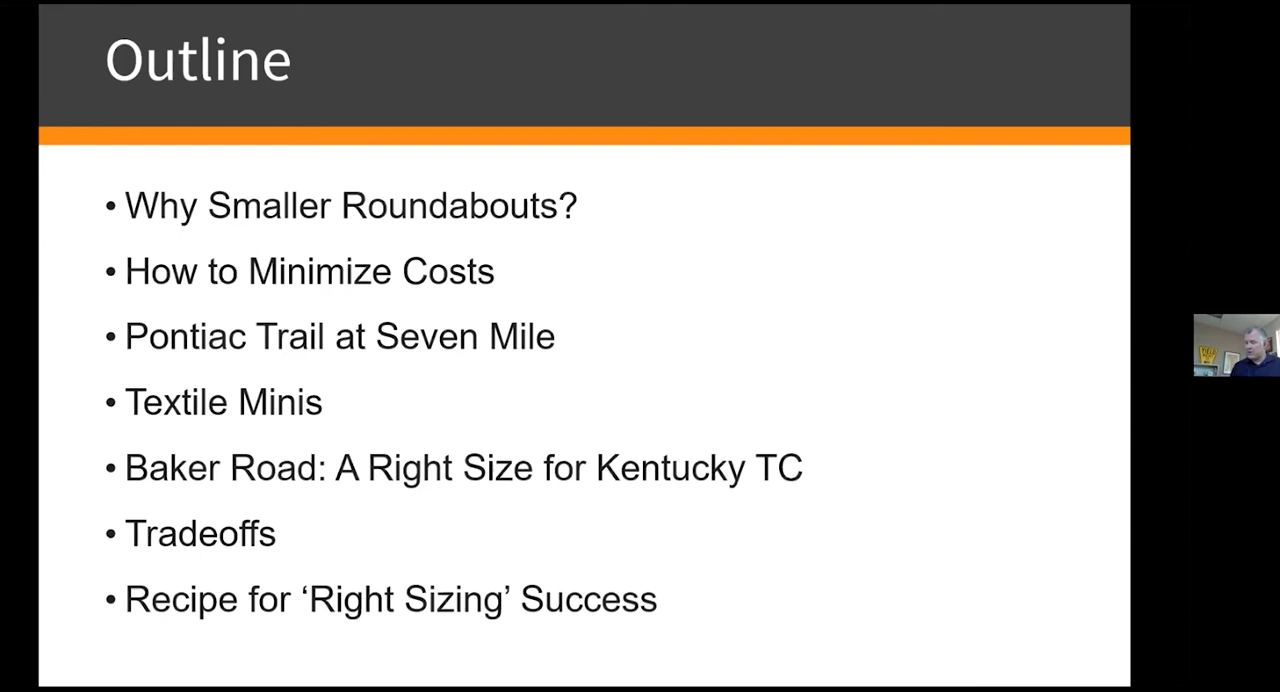 Outline
• Why Smaller Roundabouts?
• How to Minimize Costs
• Pontiac Trail at Seven Mile
• Textile Minis
• Baker Road: A Right Size for Kentucky TC
• Tradeoffs
• Recipe for ‘Right Sizing’ Success